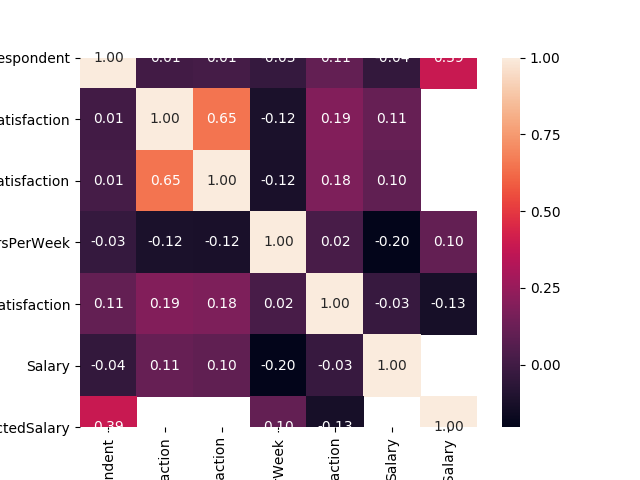 espondent 1.00 0.01 0.01 -0.03 0.11 -0.04 0.39 1.00
atisfaction 0.01 1.00 0.65 -0.12 0.19 0.11 0.75
atisfaction 0.01 0.65 1.00 -0.12 0.18 0.10 0.50
rsPerWeek -0.03 -0.12 -0.12 1.00 0.02 -0.20 0.10 0.25
atisfaction 0.11 0.19 0.18 0.02 1.00 -0.03 -0.13
Salary -0.04 0.11 0.10 -0.20 -0.03 1.00 0.00
ctedSalary 0.39 0.10 -0.13 1.00
ndent action action rWeek action Salary Salary